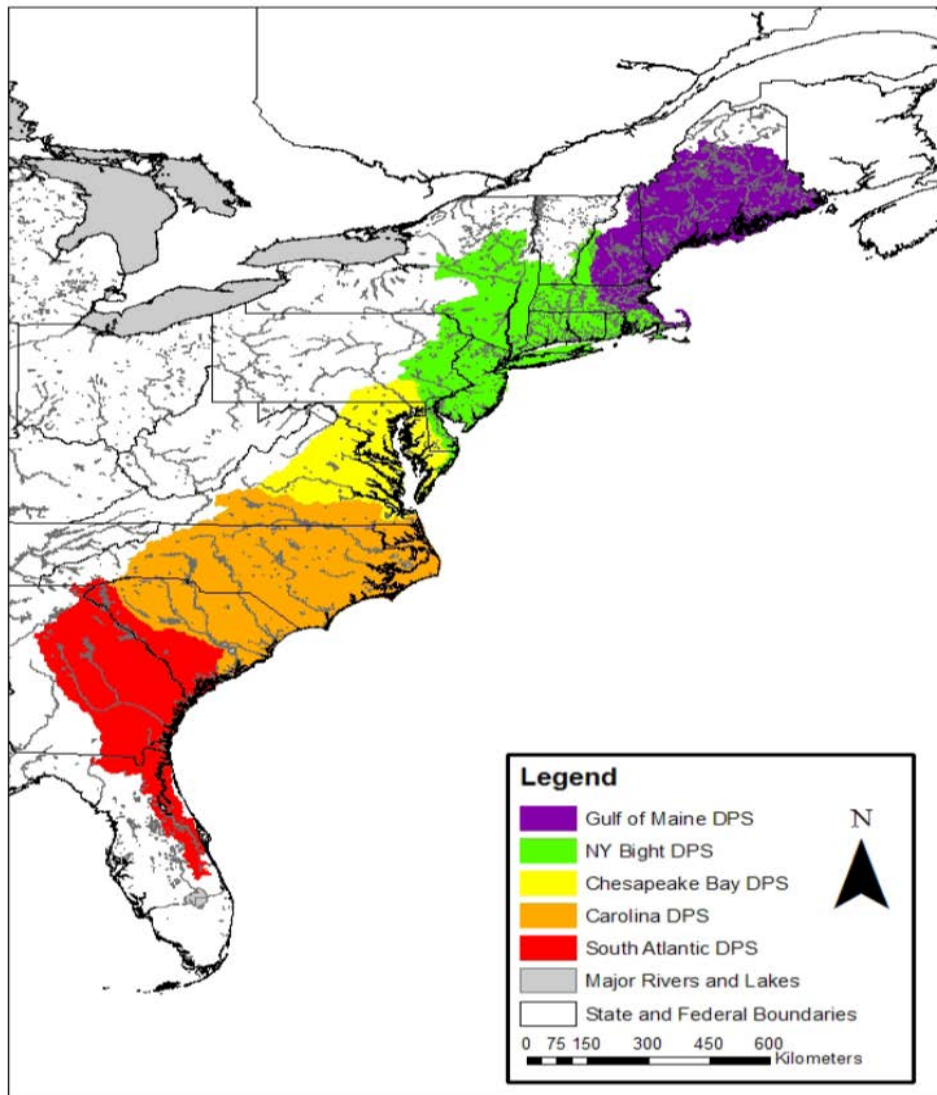 Legend
Gulf of Maine DPS
N
NY Bight DPS
Chesapeake Bay DPS
Carolina DPS
South Atlantic DPS
Major Rivers and Lakes
State and Federal Boundaries
0 75 150 300 450 600
Kilometers